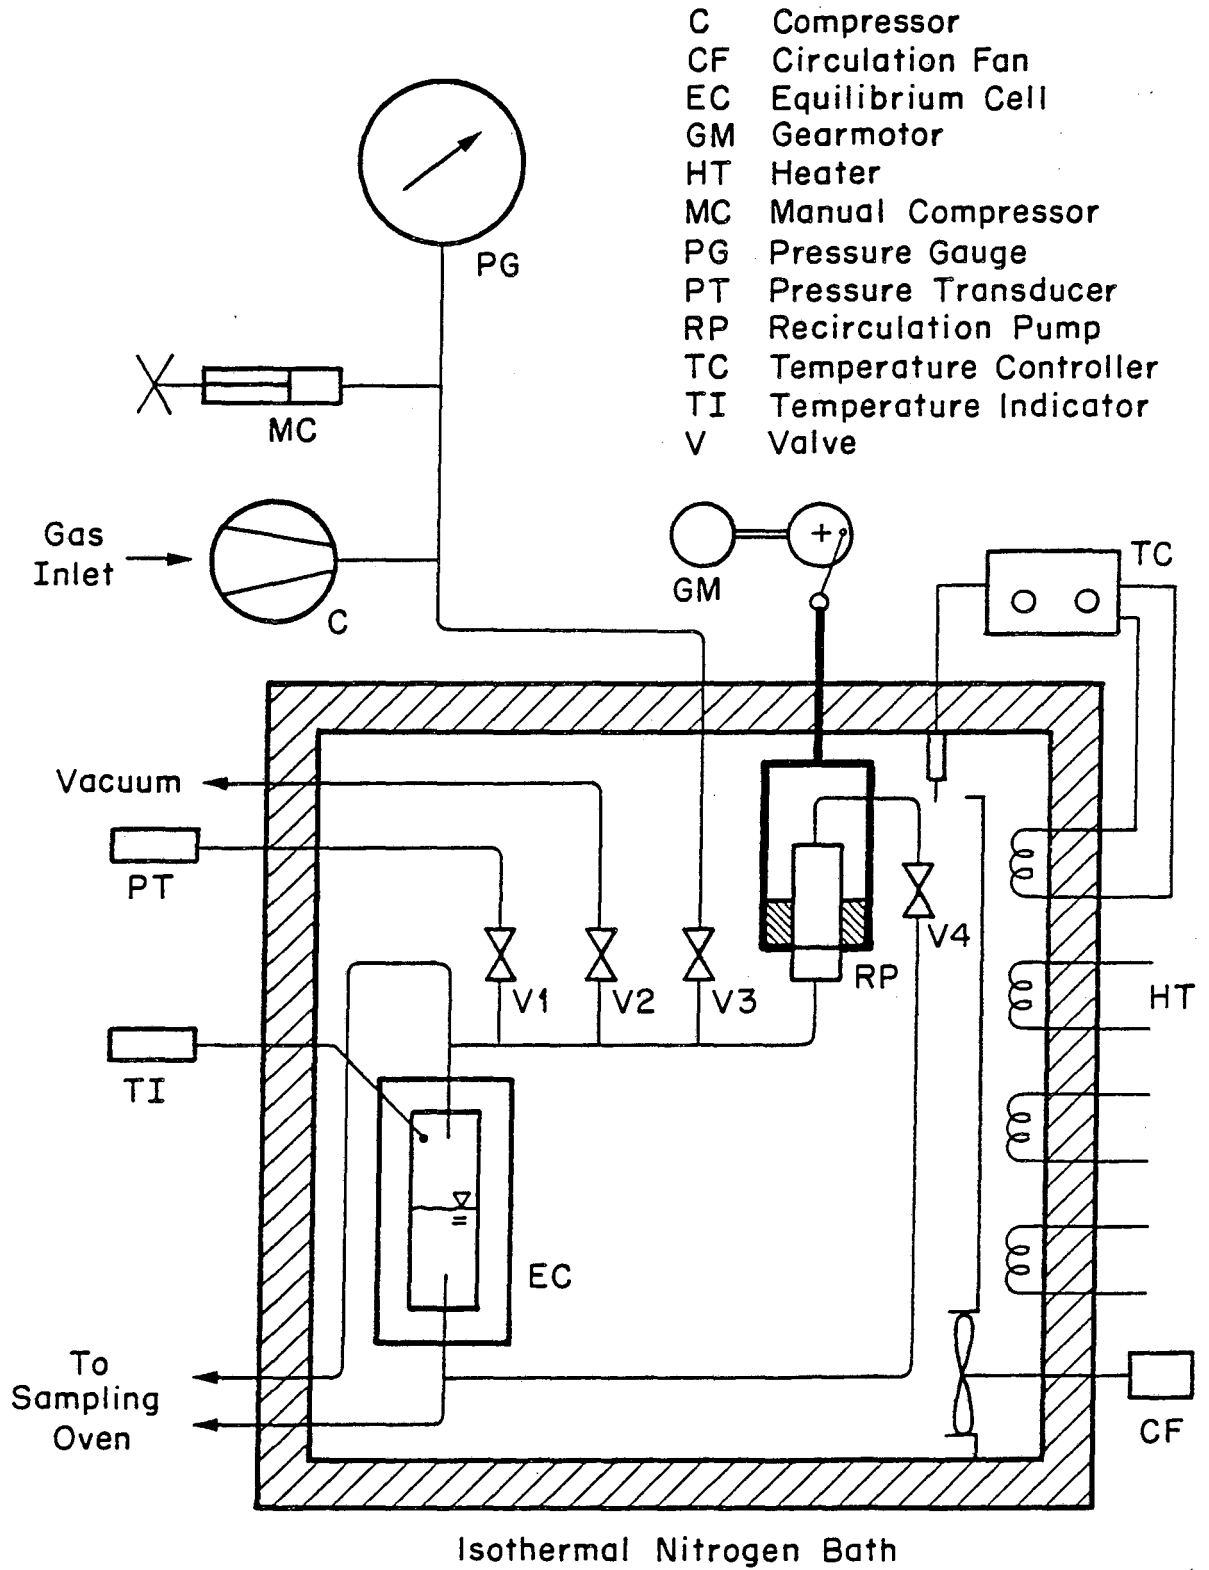 C Compressor
CF Circulation Fan
EC Equilibrium Cell
GM Gearmotor
HT Heater
MC Manual Compressor
PG Pressure Gauge
PT Pressure Transducer
RP Recirculation Pump
TC Temperature Controller
TI Temperature Indicator
V Valve
PG
MC
Gas
Inlet
C
GM
TC
Vacuum
PT
V4
RP
V1
V2
V3
HT
TI
EC
To
Sampling
Oven
CF
Isothermal Nitrogen Bath